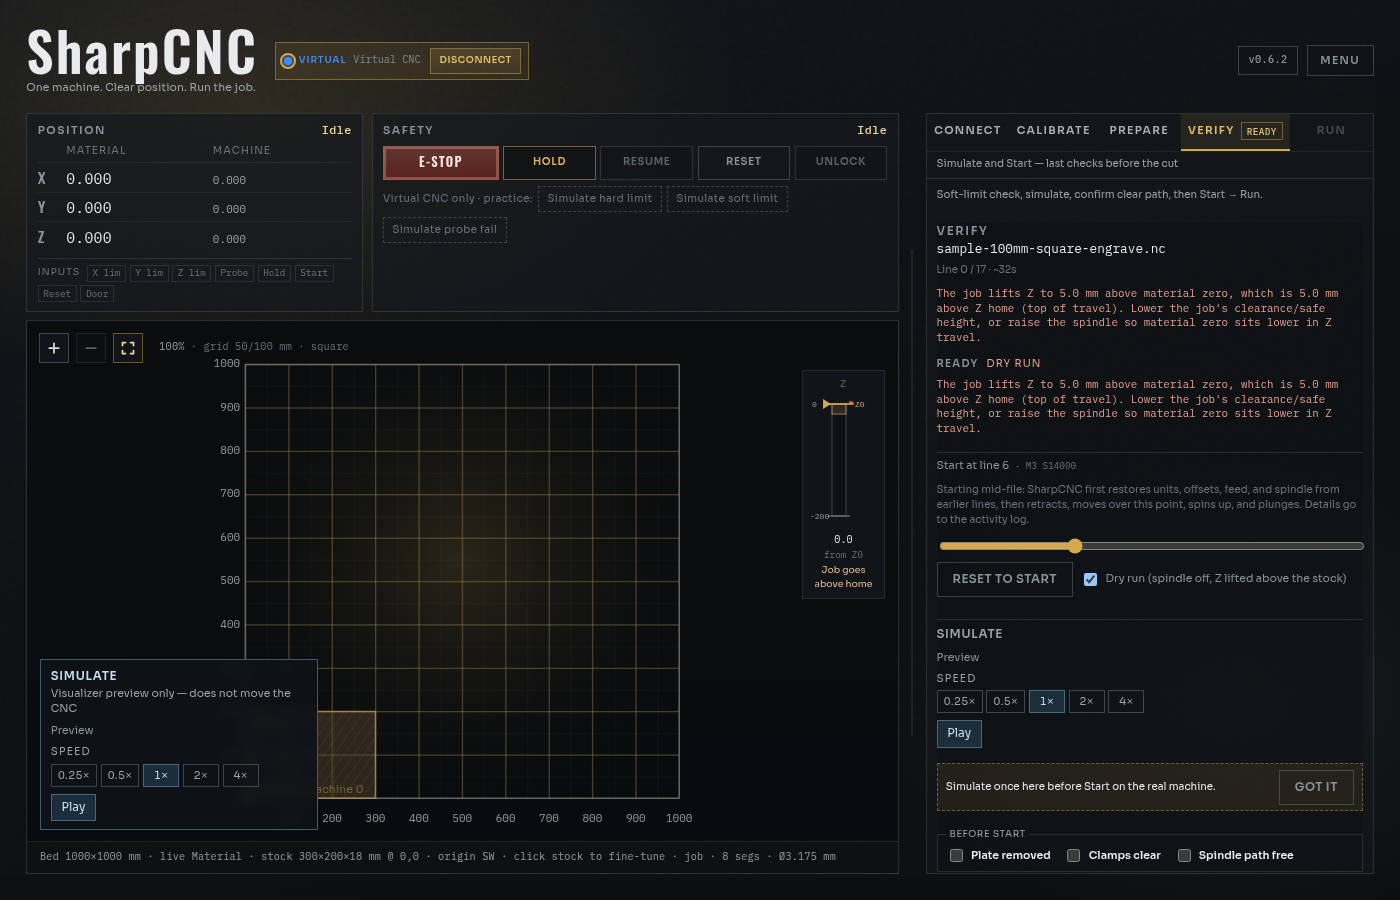 SharpCNC
One machine. Clear position. Run the job.
VIRTUAL Virtual CNC DISCONNECT
v0.6.2 MENU
POSITION Idle
MATERIAL MACHINE
X 0.000 0.000
Y 0.000 0.000
Z 0.000 0.000
INPUTS X lim Y lim Z lim Probe Hold Start
Reset Door
SAFETY Idle
E-STOP HOLD RESUME RESET UNLOCK
Virtual CNC only · practice: Simulate hard limit Simulate soft limit
Simulate probe fail
+ − 100% · grid 50/100 mm · square
1000
900
800
700
600
500
400
200 300 400 500 600 700 800 900 1000
achine 0
Z
0 Z0
-200
0.0
from Z0
Job goes
above home
SIMULATE
Visualizer preview only — does not move the
CNC
Preview
SPEED
0.25× 0.5× 1× 2× 4×
Play
Bed 1000×1000 mm · live Material · stock 300×200×18 mm @ 0,0 · origin SW · click stock to fine-tune · job · 8 segs · Ø3.175 mm
CONNECT CALIBRATE PREPARE VERIFY READY RUN
Simulate and Start — last checks before the cut
Soft-limit check, simulate, confirm clear path, then Start → Run.
VERIFY
sample-100mm-square-engrave.nc
Line 0 / 17 · ~32s
The job lifts Z to 5.0 mm above material zero, which is 5.0 mm
above Z home (top of travel). Lower the job's clearance/safe
height, or raise the spindle so material zero sits lower in Z
travel.
READY DRY RUN
The job lifts Z to 5.0 mm above material zero, which is 5.0 mm
above Z home (top of travel). Lower the job's clearance/safe
height, or raise the spindle so material zero sits lower in Z
travel.
Start at line 6 · M3 S14000
Starting mid-file: SharpCNC first restores units, offsets, feed, and spindle from
earlier lines, then retracts, moves over this point, spins up, and plunges. Details go
to the activity log.
RESET TO START Dry run (spindle off, Z lifted above the stock)
SIMULATE
Preview
SPEED
0.25× 0.5× 1× 2× 4×
Play
Simulate once here before Start on the real machine. GOT IT
BEFORE START
Plate removed Clamps clear Spindle path free